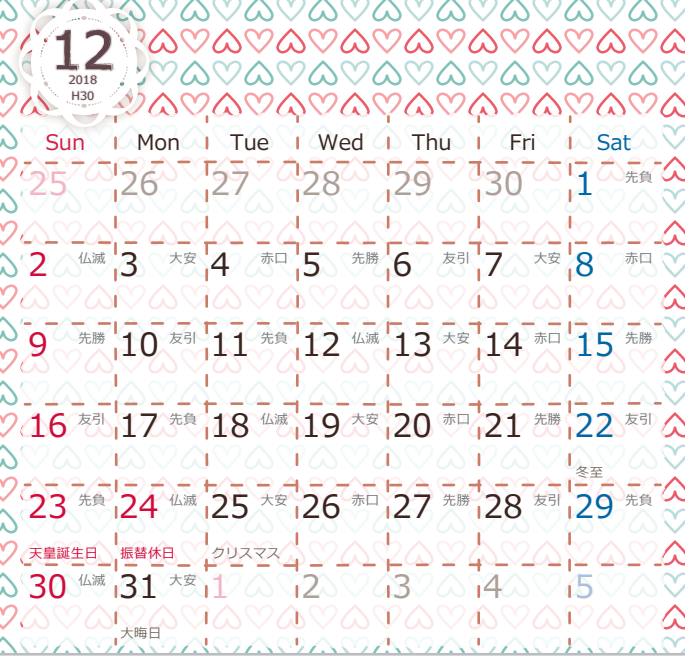 12
2018
H30
Sun Mon Tue Wed Thu Fri Sat
25 26 27 28 29 30 1 先負
2 仏滅 3 大安 4 赤口 5 先勝 6 友引 7 大安 8 赤口
9 先勝 10 友引 11 先負 12 仏滅 13 大安 14 赤口 15 先勝
16 友引 17 先負 18 仏滅 19 大安 20 赤口 21 先勝 22 友引
冬至
23 先負 24 仏滅 25 大安 26 赤口 27 先勝 28 友引 29 先負
天皇誕生日 振替休日 クリスマス
30 仏滅 31 大安 1 2 3 4 5
大晦日